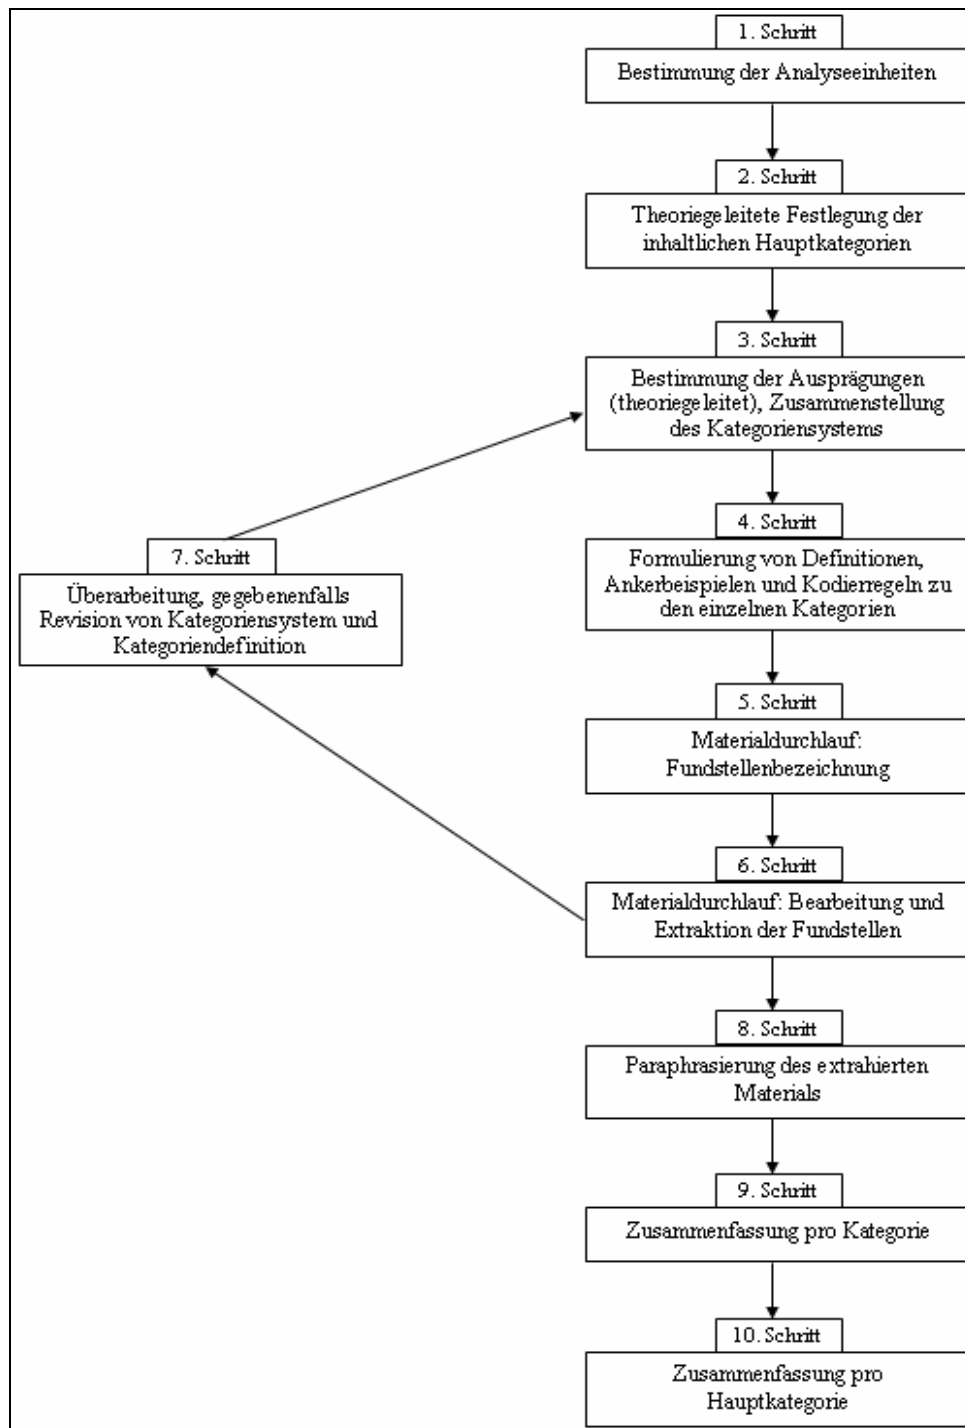 1. Schritt
Bestimmung der Analyseeinheiten
2. Schritt
Theoriegeleitete Festlegung der
inhaltlichen Hauptkategorien
3. Schritt
Bestimmung der Ausprägungen
(theoriegeleitet), Zusammenstellung
des Kategoriensystems
4. Schritt
Formulierung von Definitionen,
Ankerbeispielen und Kodierregeln zu
den einzelnen Kategorien
5. Schritt
Materialdurchlauf:
Fundstellenbezeichnung
6. Schritt
Materialdurchlauf: Bearbeitung und
Extraktion der Fundstellen
7. Schritt
Überarbeitung, gegebenenfalls
Revision von Kategoriensystem und
Kategoriendefinition
8. Schritt
Paraphrasierung des extrahierten
Materials
9. Schritt
Zusammenfassung pro Kategorie
10. Schritt
Zusammenfassung pro
Hauptkategorie